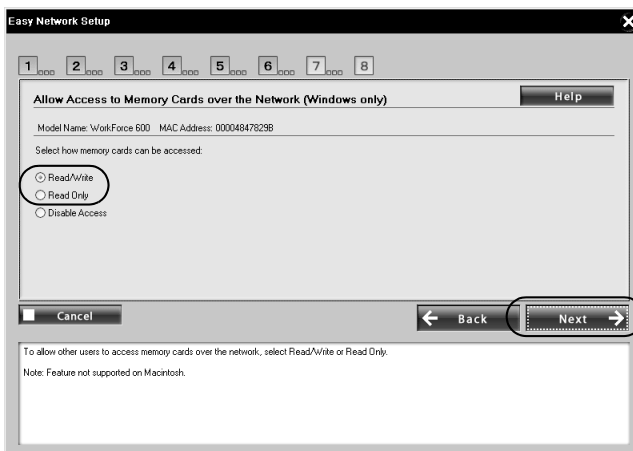 Easy Network Setup
1 2 3 4 5 6 7 8
Allow Access to Memory Cards over the Network (Windows only)
Help
Model Name: WorkForce 600 MAC Address: 00004847829B
Select how memory cards can be accessed:
Read/Write
Read Only
Disable Access
Cancel
Back
Next
To allow other users to access memory cards over the network, select Read/Write or Read Only.
Note: Feature not supported on Macintosh.